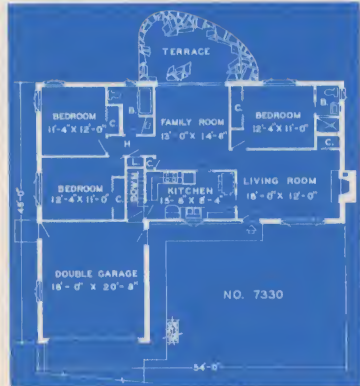 TERRACE
BEDROOM
11'-4" X 12'-0"
C.
B.
FAMILY ROOM
13'-0" X 14'-8"
C.
BEDROOM
12'-4" X 11'-0"
B.
C.
H.
L.
C.
BEDROOM
12'-4" X 11'-0"
C.
DOWN
KITCHEN
15'-6" X 8'-4"
LIVING ROOM
18'-0" X 12'-0"
45'-0"
DOUBLE GARAGE
18'-0" X 20'-8"
NO. 7330
54'-0"